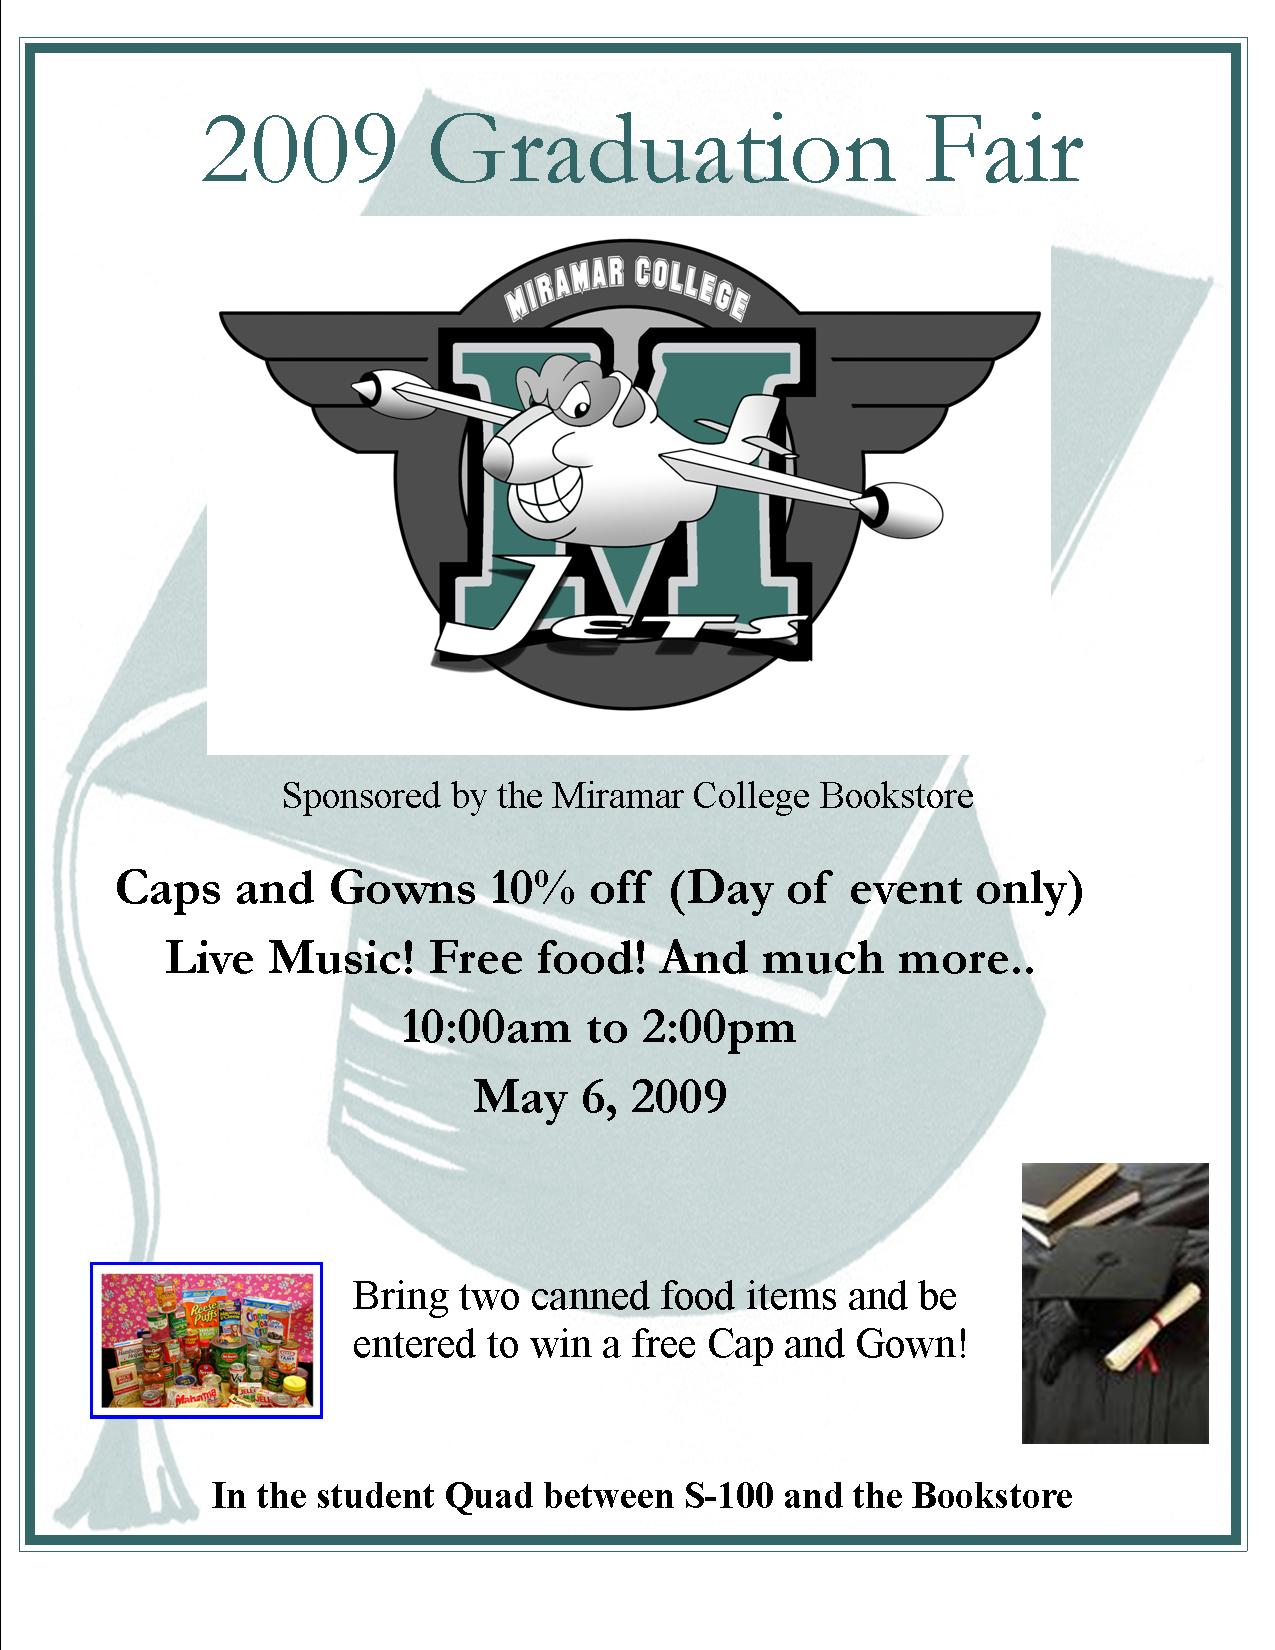 2009 Graduation Fair
MIRAMAR COLLEGE
M
JETS
Sponsored by the Miramar College Bookstore
Caps and Gowns 10% off (Day of event only)
Live Music! Free food! And much more..
10:00am to 2:00pm
May 6, 2009
Reese
Puffs
Bring two canned food items and be
entered to win a free Cap and Gown!
In the student Quad between S-100 and the Bookstore